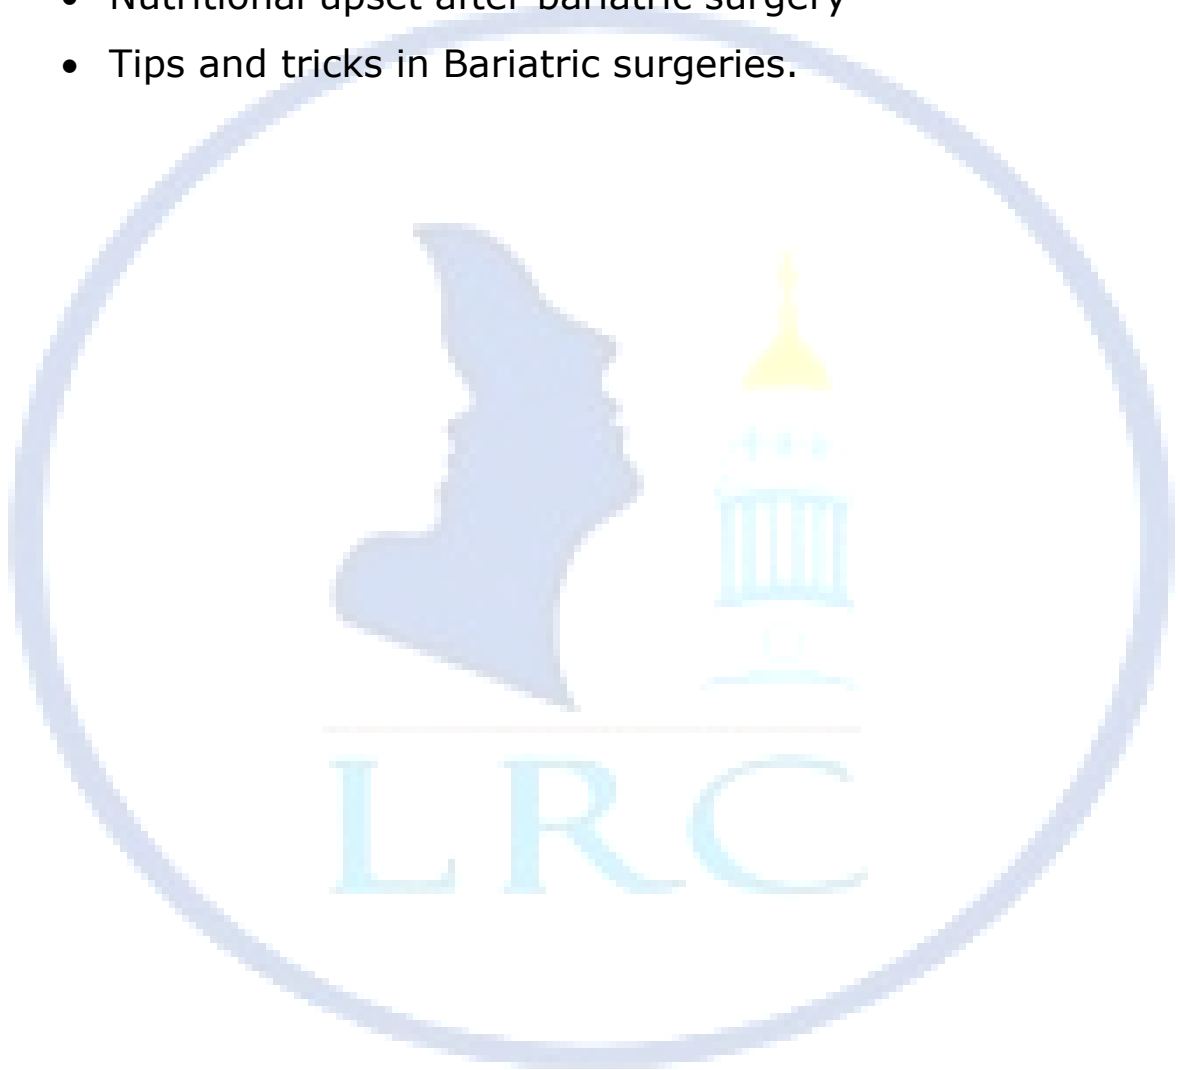 • Nutritional upset after bariatric surgery
• Tips and tricks in Bariatric surgeries.
LRC